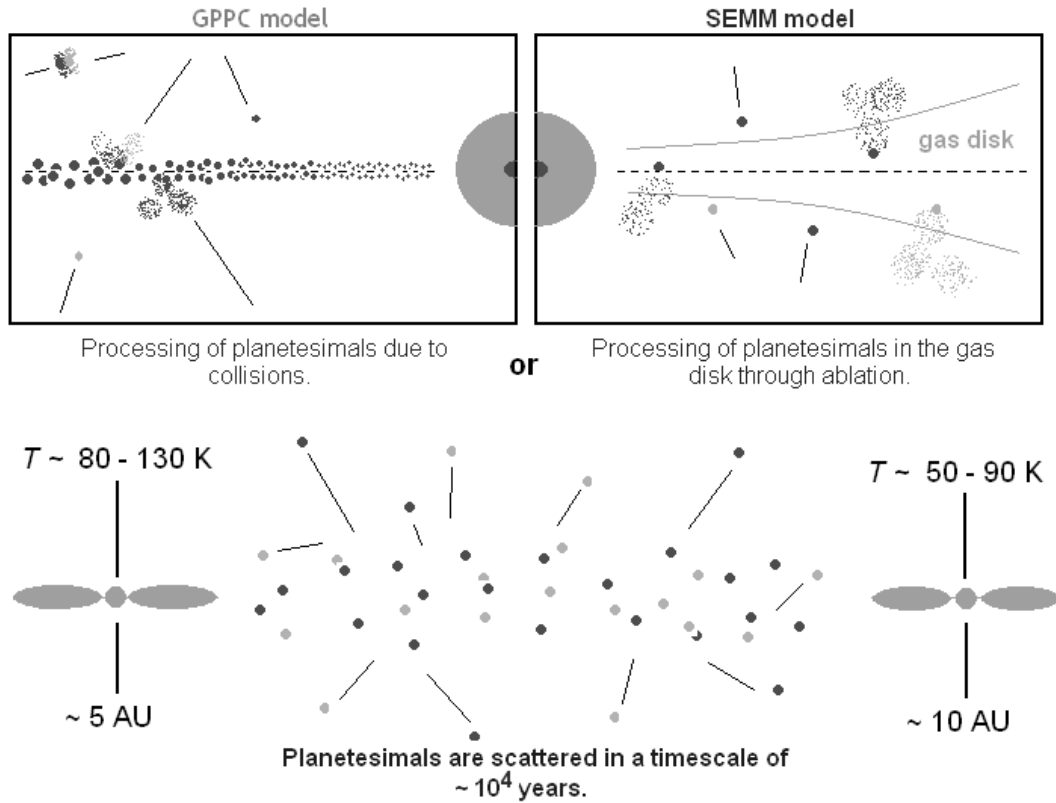 GPPC model
SEMM model
gas disk
Processing of planetesimals due to
collisions.
or
Processing of planetesimals in the gas
disk through ablation.
T ~ 80 - 130 K
T ~ 50 - 90 K
~ 5 AU
~ 10 AU
Planetesimals are scattered in a timescale of
~ 10⁴ years.